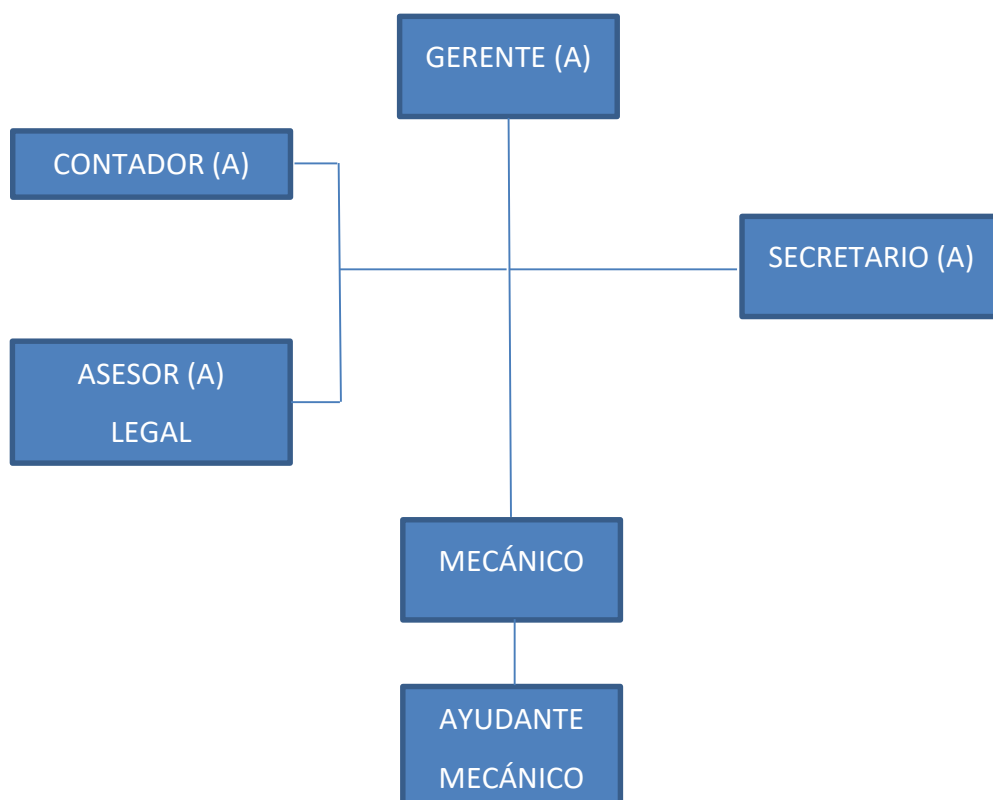 GERENTE (A)
CONTADOR (A)
SECRETARIO (A)
ASESOR (A)
LEGAL
MECÁNICO
AYUDANTE
MECÁNICO